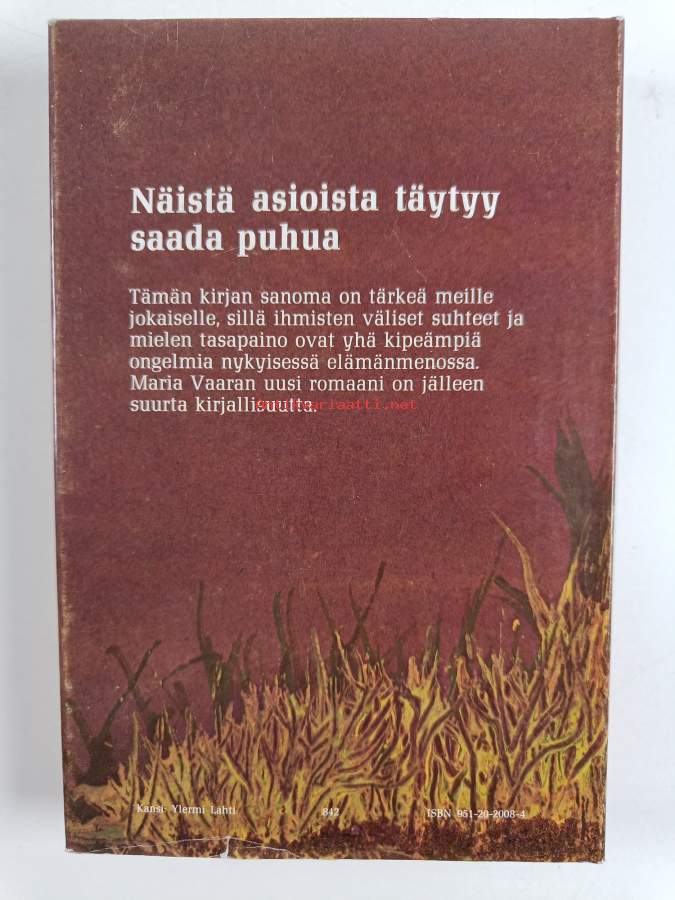 Näistä asioista täytyy
saada puhua
Tämän kirjan sanoma on tärkeä meille
jokaiselle, sillä ihmisten väliset suhteet ja
mielen tasapaino ovat yhä kipeämpiä
ongelmia nykyisessä elämänmenossa.
Maria Vaaran uusi romaani on jälleen
suurta kirjallisuutta.
antikvariaatti.net
Kansi: Ylermi Lahti 842 ISBN 951-20-2008-4